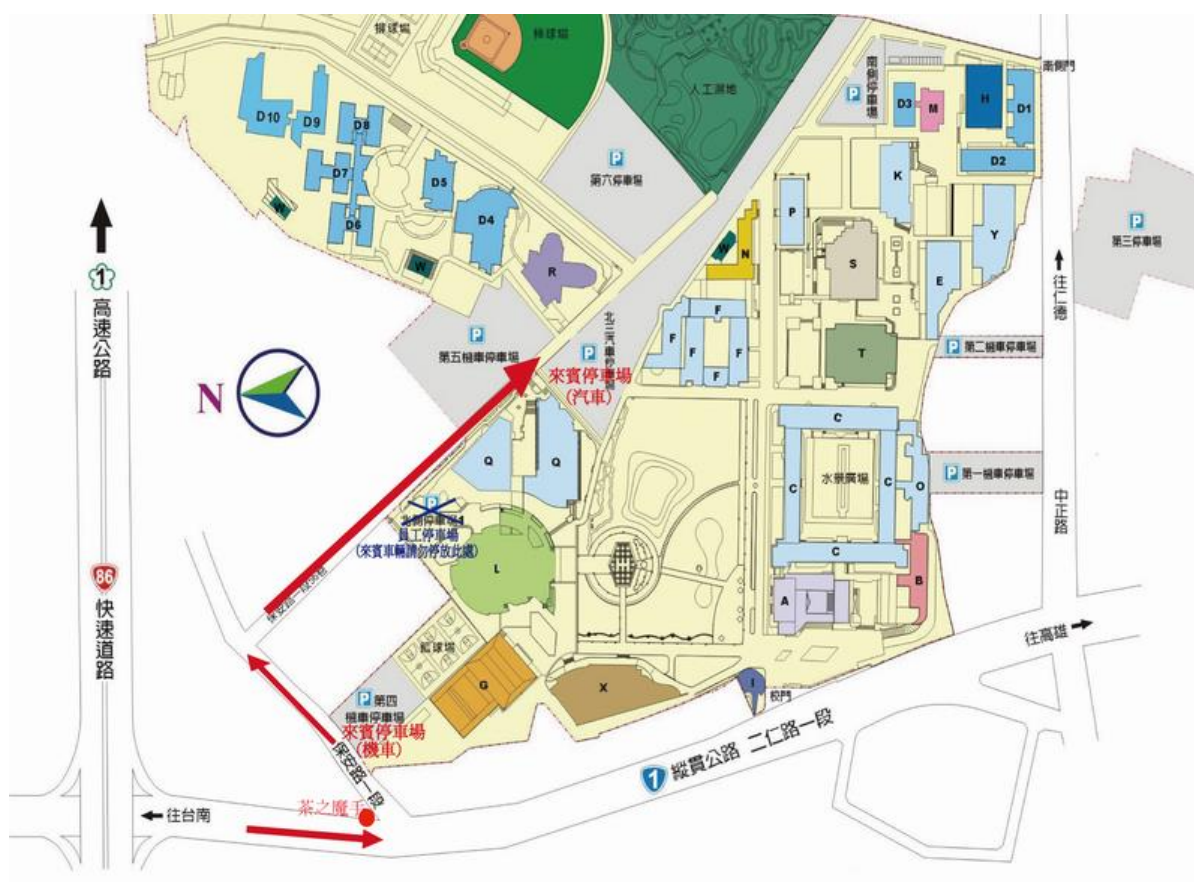 排球場
棒球場
人工濕地
南側停車場
南側門
P
D3
M
H
D1
D2
D10
D9
D8
D7
D6
D5
D4
W
W
R
P
第六停車場
P
K
Y
P
第三停車場
N
W
S
E
往仁德
1
高速公路
P
第五機車停車場
P
北三汽車停車場
來賓停車場
(汽車)
F
F
F
F
F
T
P 第二機車停車場
N
Q
Q
C
C
C
C
水景廣場
O
P 第一機車停車場
中正路
P
員工停車場
(來賓車輛請勿停放此處)
L
86
快速道路
A
B
往高雄
籃球場
G
X
I
校門
P 第四
機車停車場
來賓停車場
(機車)
保安路一段
1 縱貫公路 二仁路一段
茶之魔手
往台南